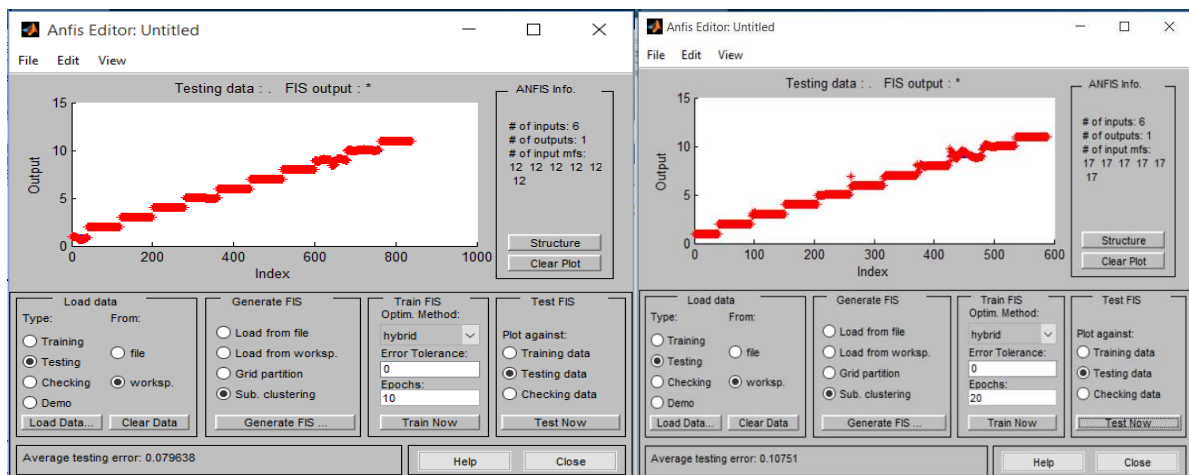 Anfis Editor: Untitled
File Edit View
Testing data : . FIS output : *
15
10
5
0
Output
0 200 400 600 800 1000
Index
ANFIS Info.
# of inputs: 6
# of outputs: 1
# of input mfs:
12 12 12 12 12
12
Structure
Clear Plot
Load data
Type: From:
Training
Testing
Checking
Demo
file
worksp.
Load Data... Clear Data
Generate FIS
Load from file
Load from worksp.
Grid partition
Sub. clustering
Generate FIS ...
Train FIS
Optim. Method:
hybrid
Error Tolerance:
0
Epochs:
10
Train Now
Test FIS
Plot against:
Training data
Testing data
Checking data
Test Now
Average testing error: 0.079638
Help Close
Anfis Editor: Untitled
File Edit View
Testing data : . FIS output : *
15
10
5
0
Output
0 100 200 300 400 500 600
Index
ANFIS Info.
# of inputs: 6
# of outputs: 1
# of input mfs:
17 17 17 17 17
17
Structure
Clear Plot
Load data
Type: From:
Training
Testing
Checking
Demo
file
worksp.
Load Data... Clear Data
Generate FIS
Load from file
Load from worksp.
Grid partition
Sub. clustering
Generate FIS ...
Train FIS
Optim. Method:
hybrid
Error Tolerance:
0
Epochs:
20
Train Now
Test FIS
Plot against:
Training data
Testing data
Checking data
Test Now
Average testing error: 0.10751
Help Close